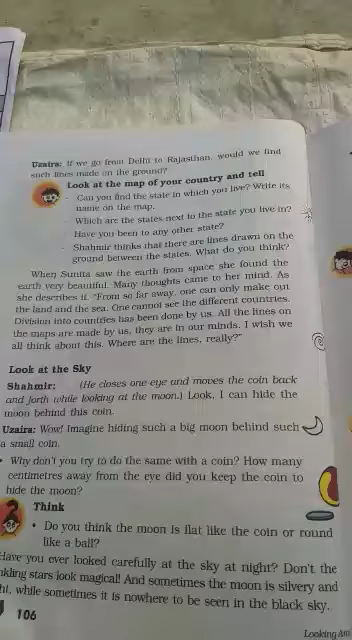 Uzaira: If we go from Delhi to Rajasthan, would we find
such lines made on the ground?
Look at the map of your country and tell
- Can you find the state in which you live? Write its
name on the map.
- Which are the states next to the state you live in?
- Have you been to any other state?
- Shahmir thinks that there are lines drawn on the
ground between the states. What do you think?
When Sunita saw the earth from space she found the
earth very beautiful. Many thoughts came to her mind. As
she describes it. "From so far away, one can only make out
the land and the sea. One cannot see the different countries.
Division into countries has been done by us. All the lines on
the maps are made by us, they are in our minds. I wish we
all think about this. Where are the lines, really?"
Look at the Sky
Shahmir: (He closes one eye and moves the coin back
and forth while looking at the moon.) Look, I can hide the
moon behind this coin.
Uzaira: Wow! Imagine hiding such a big moon behind such
a small coin.
• Why don't you try to do the same with a coin? How many
centimetres away from the eye did you keep the coin to
hide the moon?
Think
• Do you think the moon is flat like the coin or round
like a ball?
Have you ever looked carefully at the sky at night? Don't the
nkling stars look magical! And sometimes the moon is silvery and
ht, while sometimes it is nowhere to be seen in the black sky.
106
Looking Ar